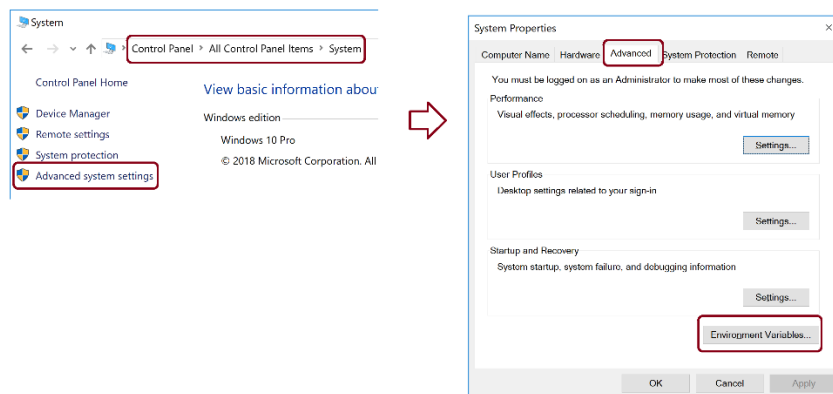 System
Control Panel > All Control Panel Items > System
Control Panel Home
View basic information abou
Device Manager
Windows edition
Remote settings
Windows 10 Pro
System protection
© 2018 Microsoft Corporation. All
Advanced system settings
System Properties
Computer Name Hardware Advanced System Protection Remote
You must be logged on as an Administrator to make most of these changes.
Performance
Visual effects, processor scheduling, memory usage, and virtual memory
Settings...
User Profiles
Desktop settings related to your sign-in
Settings...
Startup and Recovery
System startup, system failure, and debugging information
Settings...
Environment Variables...
OK Cancel Apply